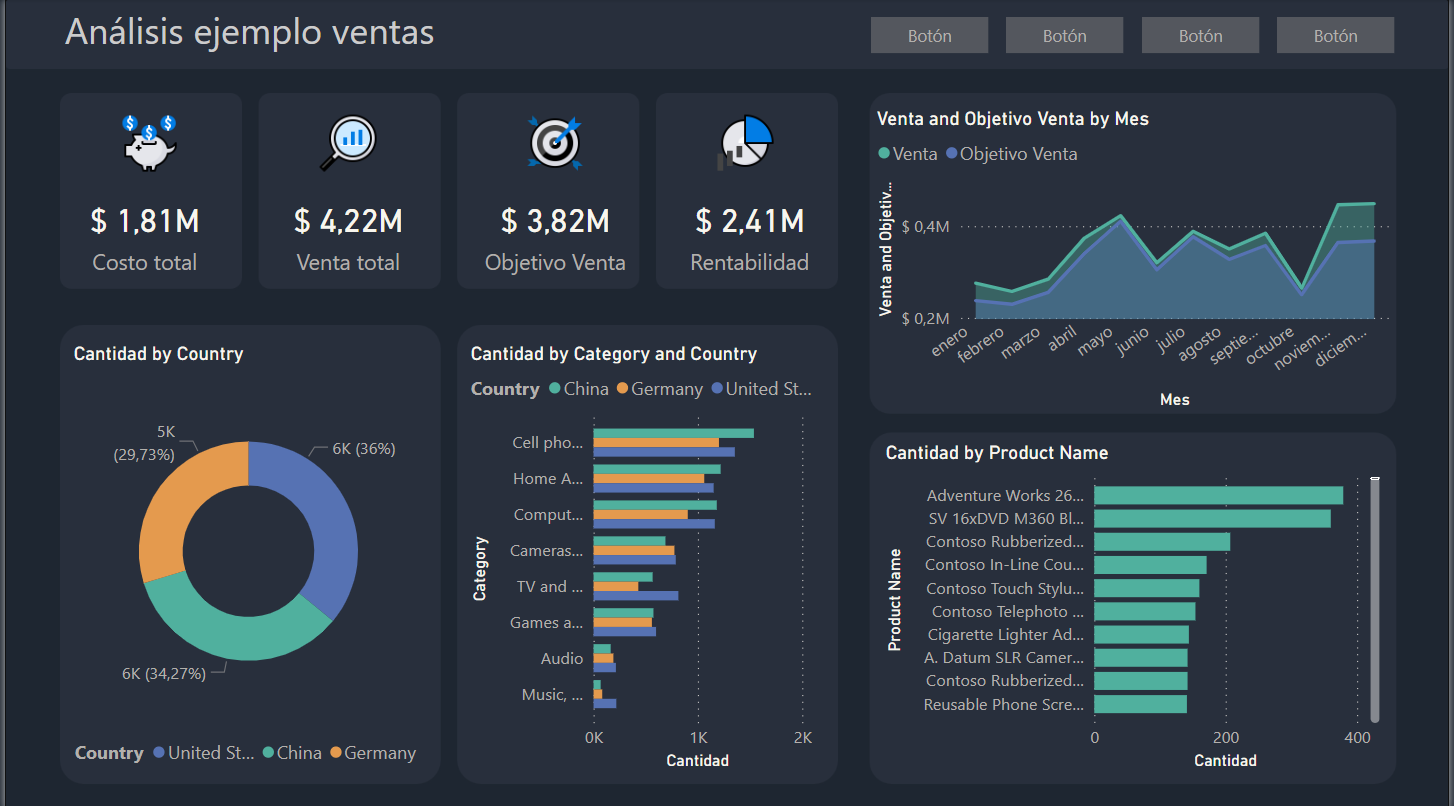 Análisis ejemplo ventas
Botón
Botón
Botón
Botón
$ 1,81M
Costo total
$ 4,22M
Venta total
$ 3,82M
Objetivo Venta
$ 2,41M
Rentabilidad
Venta and Objetivo Venta by Mes
Venta Objetivo Venta
Venta and Objetiv...
$ 0,4M
$ 0,2M
enero
febrero
marzo
abril
mayo
junio
julio
agosto
septie...
octubre
noviem...
diciem...
Mes
Cantidad by Country
5K
(29,73%)
6K (36%)
6K (34,27%)
Country United St... China Germany
Cantidad by Category and Country
Country China Germany United St...
Category
Cell pho...
Home A...
Comput...
Cameras...
TV and ...
Games a...
Audio
Music, ...
0K 1K 2K
Cantidad
Cantidad by Product Name
Product Name
Adventure Works 26...
SV 16xDVD M360 Bl...
Contoso Rubberized...
Contoso In-Line Cou...
Contoso Touch Stylu...
Contoso Telephoto ...
Cigarette Lighter Ad...
A. Datum SLR Camer...
Contoso Rubberized...
Reusable Phone Scre...
0 200 400
Cantidad